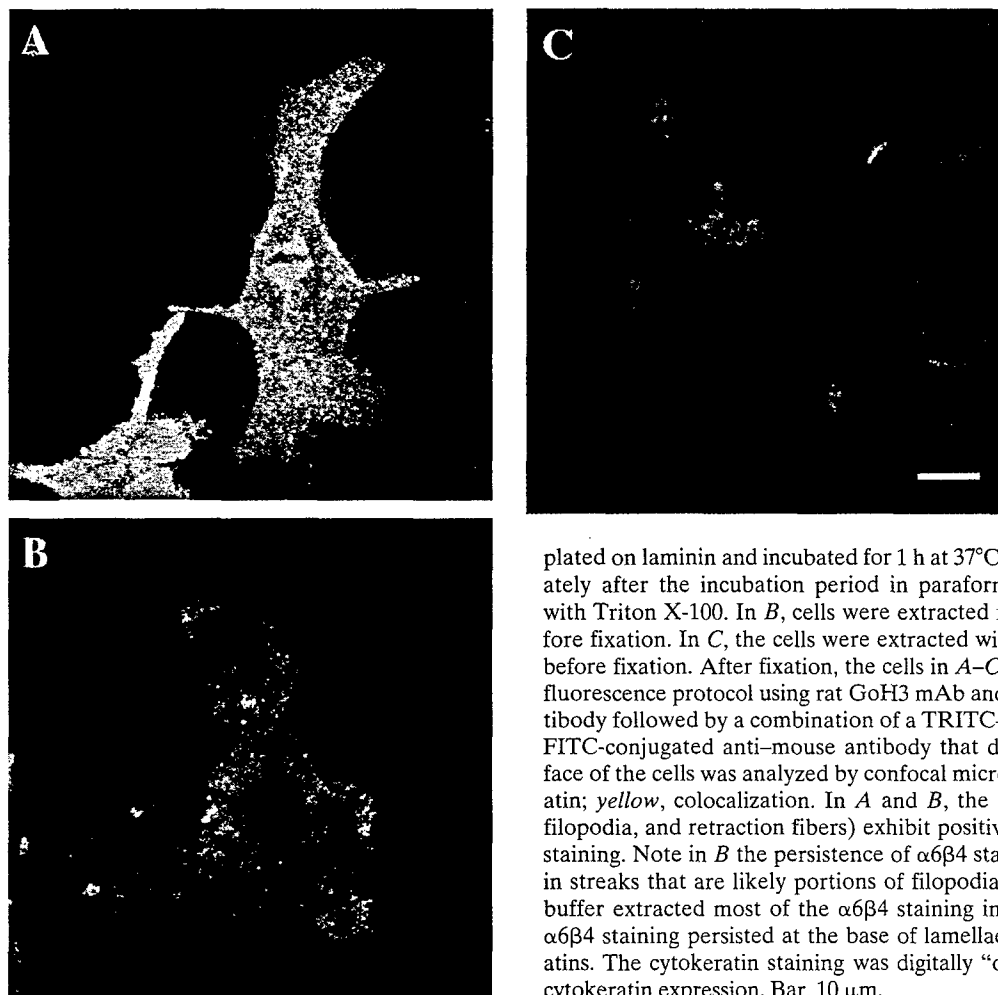 A
C
B
plated on laminin and incubated for 1 h at 37°C
ately after the incubation period in paraform
with Triton X-100. In B, cells were extracted
fore fixation. In C, the cells were extracted wi
before fixation. After fixation, the cells in A–C
fluorescence protocol using rat GoH3 mAb and
tibody followed by a combination of a TRITC-
FITC-conjugated anti–mouse antibody that d
face of the cells was analyzed by confocal micr
atin; yellow, colocalization. In A and B, the
filopodia, and retraction fibers) exhibit positiv
staining. Note in B the persistence of α6β4 sta
in streaks that are likely portions of filopodia
buffer extracted most of the α6β4 staining in
α6β4 staining persisted at the base of lamellae
atins. The cytokeratin staining was digitally “
cytokeratin expression. Bar, 10 μm.